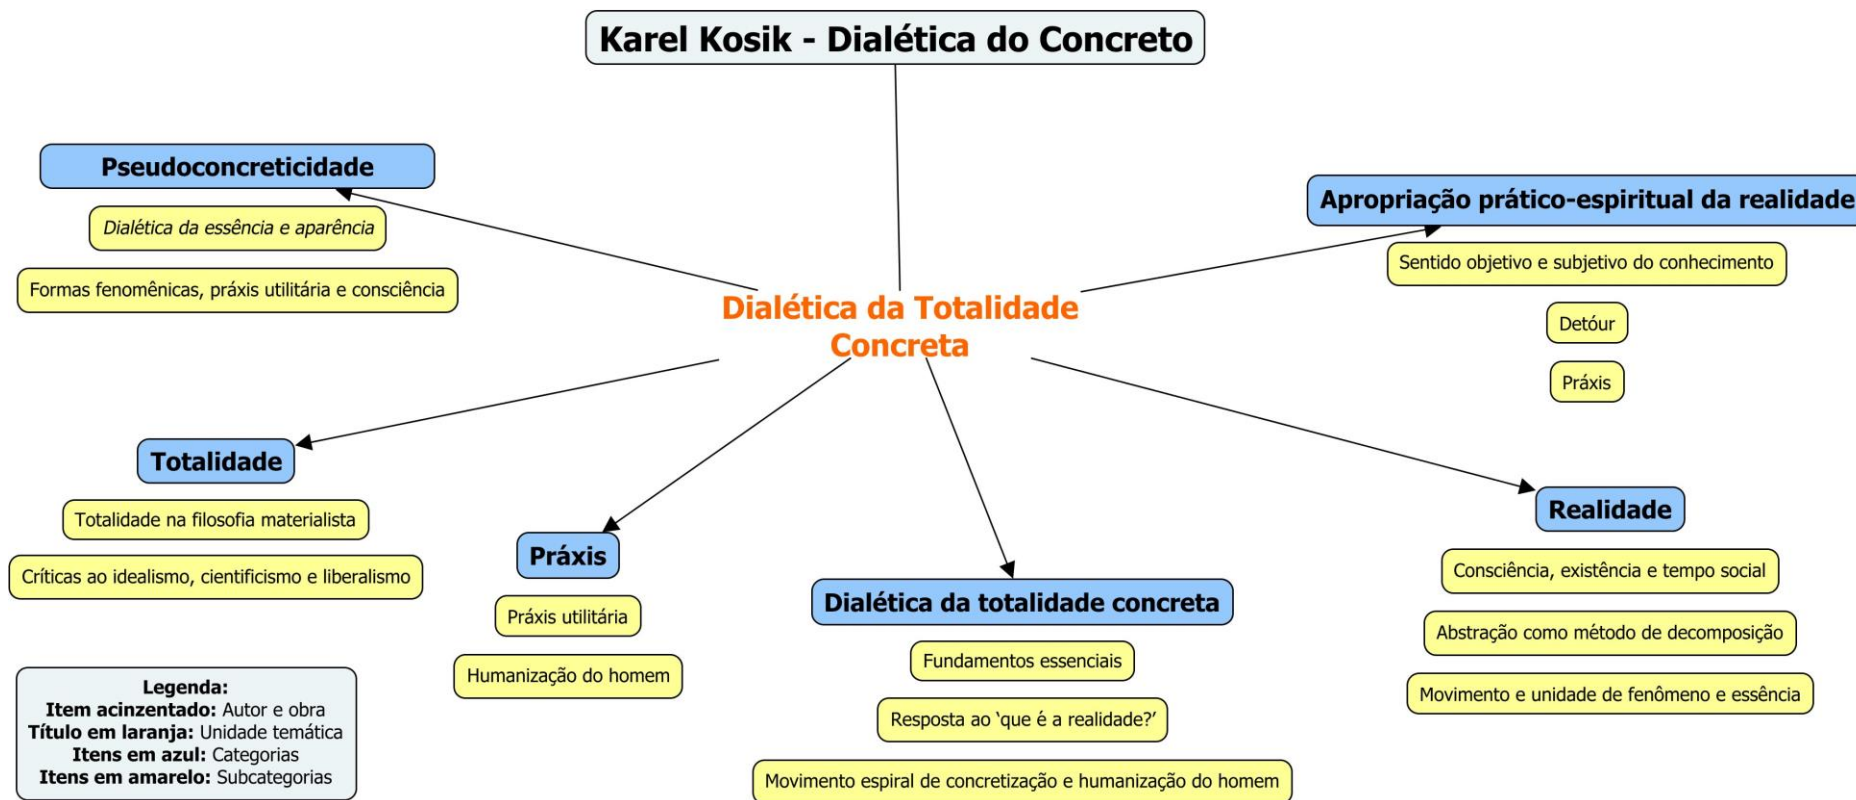 Karel Kosik - Dialética do Concreto
Pseudoconcreticidade
Dialética da essência e aparência
Formas fenomênicas, práxis utilitária e consciência
Apropriação prático-espiritual da realidade
Sentido objetivo e subjetivo do conhecimento
Detóur
Práxis
Dialética da Totalidade
Concreta
Totalidade
Totalidade na filosofia materialista
Críticas ao idealismo, cientificismo e liberalismo
Práxis
Práxis utilitária
Humanização do homem
Dialética da totalidade concreta
Fundamentos essenciais
Resposta ao ‘que é a realidade?’
Movimento espiral de concretização e humanização do homem
Realidade
Consciência, existência e tempo social
Abstração como método de decomposição
Movimento e unidade de fenômeno e essência
Legenda:
Item acinzentado: Autor e obra
Título em laranja: Unidade temática
Itens em azul: Categorias
Itens em amarelo: Subcategorias